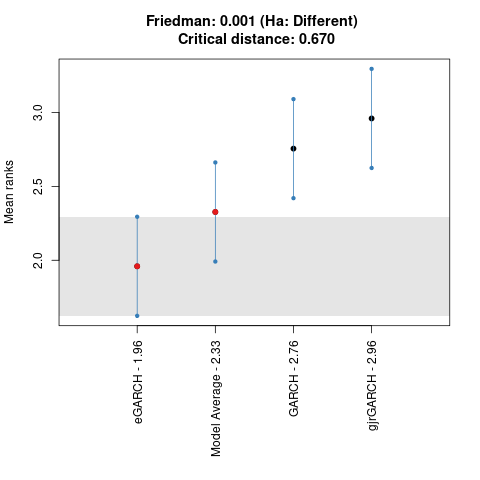 Friedman: 0.001 (Ha: Different)
Critical distance: 0.670
Mean ranks
3.0
2.5
2.0
eGARCH - 1.96
Model Average - 2.33
GARCH - 2.76
gjrGARCH - 2.96